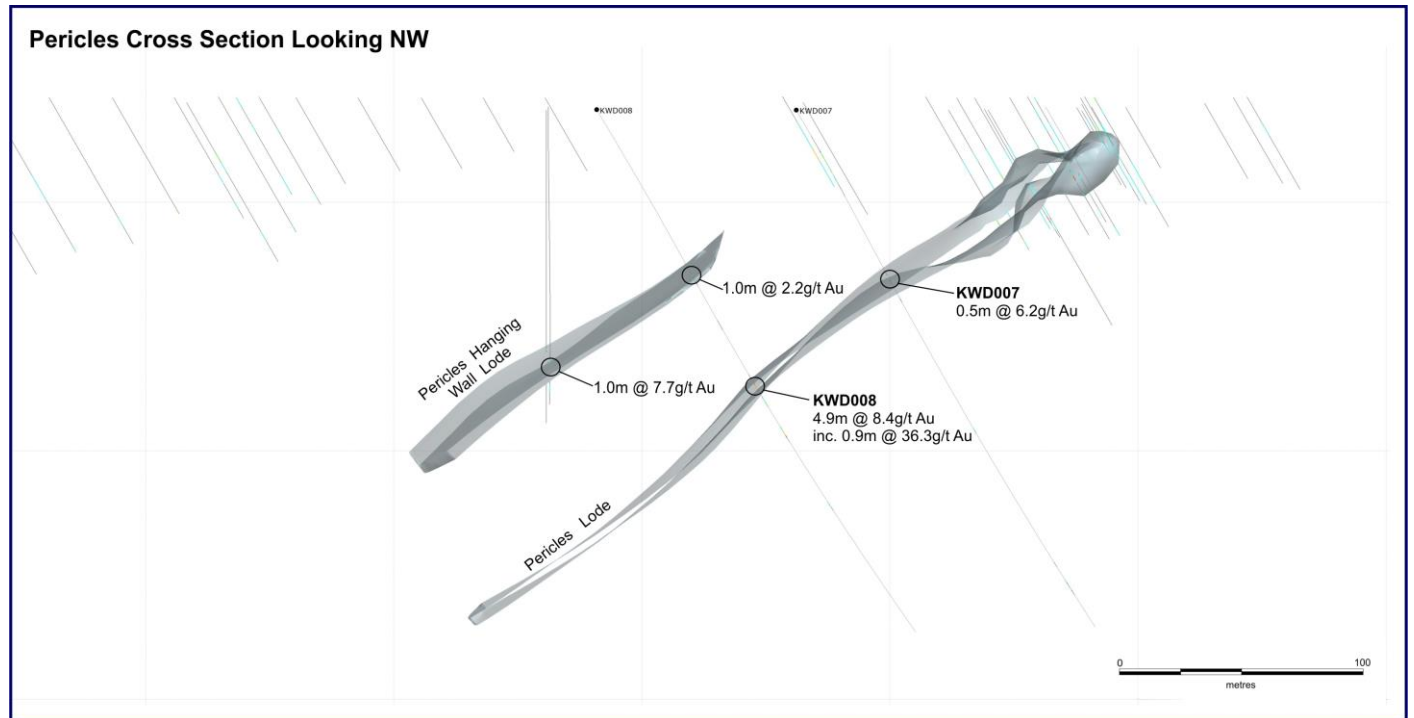 Pericles Cross Section Looking NW
KWD008
KWD007
1.0m @ 2.2g/t Au
KWD007
0.5m @ 6.2g/t Au
Pericles Hanging
Wall Lode
1.0m @ 7.7g/t Au
KWD008
4.9m @ 8.4g/t Au
inc. 0.9m @ 36.3g/t Au
Pericles Lode
0
100
metres